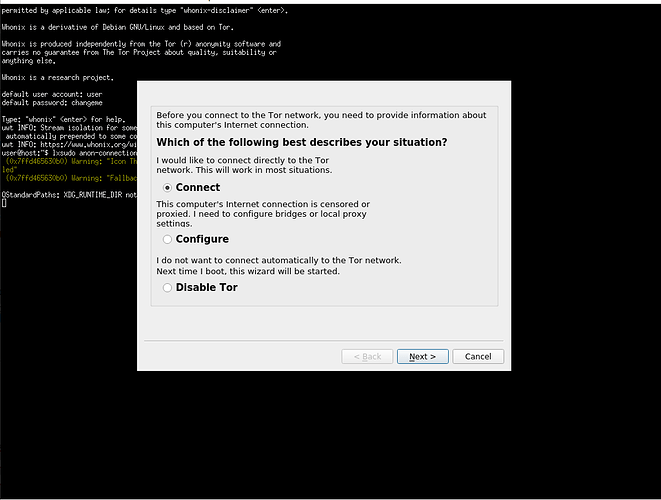 permitted by applicable law; for details type "whonix-disclaimer" <enter>.
Whonix is a derivative of Debian GNU/Linux and based on Tor.
Whonix is produced independently from the Tor (r) anonymity software and
carries no guarantee from The Tor Project about quality, suitability or
anything else.
Whonix is a research project.
default user account: user
default password: changeme
Type: "whonix" <enter> for help.
uwt INFO: Stream isolation for some
automatically prepended to some co
uwt INFO: https://www.whonix.org/wi
user@host:~$ lxsudo anon-connection
(0x7ffd465630b0) Warning: "Icon Th
led"
(0x7ffd465630b0) Warning: "Fallbac
QStandardPaths: XDG_RUNTIME_DIR not
Before you connect to the Tor network, you need to provide information about
this computer's Internet connection.
Which of the following best describes your situation?
I would like to connect directly to the Tor
network. This will work in most situations.
Connect
This computer's Internet connection is censored or
proxied. I need to configure bridges or local proxy
settings.
Configure
I do not want to connect automatically to the Tor network.
Next time I boot, this wizard will be started.
Disable Tor
< Back
Next >
Cancel